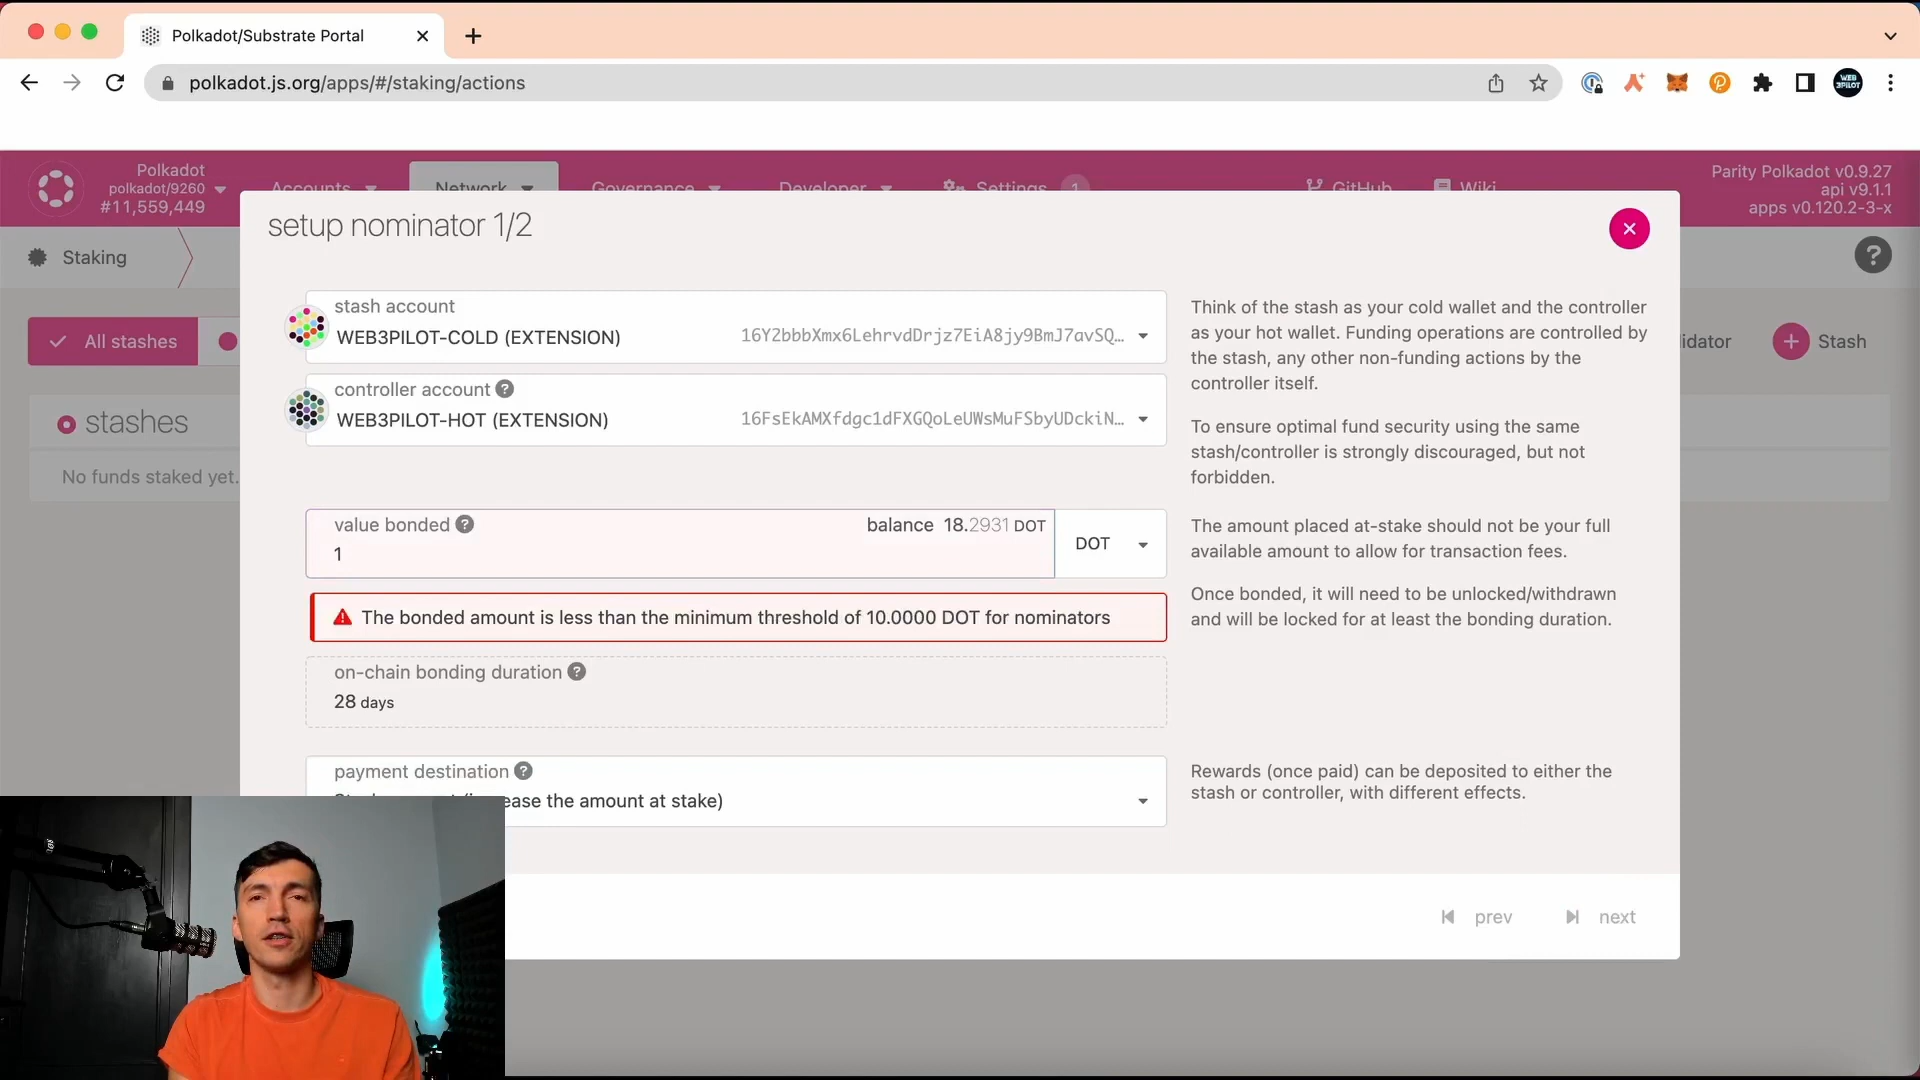 Polkadot/Substrate Portal
polkadot.js.org/apps/#/staking/actions
WEB
3PILOT
Polkadot
polkadot/9260
#11,559,449
Accounts
Network
Governance
Developer
Settings
1
GitHub
Wiki
Parity Polkadot v0.9.27
api v9.1.1
apps v0.120.2-3-x
Staking
?
All stashes
idator
Stash
stashes
No funds staked yet.
setup nominator 1/2
stash account
WEB3PILOT-COLD (EXTENSION)
16Y2bbbXmx6LehrvdDrjz7EiA8jy9BmJ7avSQ…
controller account ?
WEB3PILOT-HOT (EXTENSION)
16FsEkAMXfdgc1dFXGQoLeUWsMuFSbyUDckiN…
Think of the stash as your cold wallet and the controller
as your hot wallet. Funding operations are controlled by
the stash, any other non-funding actions by the
controller itself.
To ensure optimal fund security using the same
stash/controller is strongly discouraged, but not
forbidden.
value bonded ?
balance 18.2931 DOT
1
DOT
The bonded amount is less than the minimum threshold of 10.0000 DOT for nominators
The amount placed at-stake should not be your full
available amount to allow for transaction fees.
Once bonded, it will need to be unlocked/withdrawn
and will be locked for at least the bonding duration.
on-chain bonding duration ?
28 days
payment destination ?
ease the amount at stake)
Rewards (once paid) can be deposited to either the
stash or controller, with different effects.
prev
next